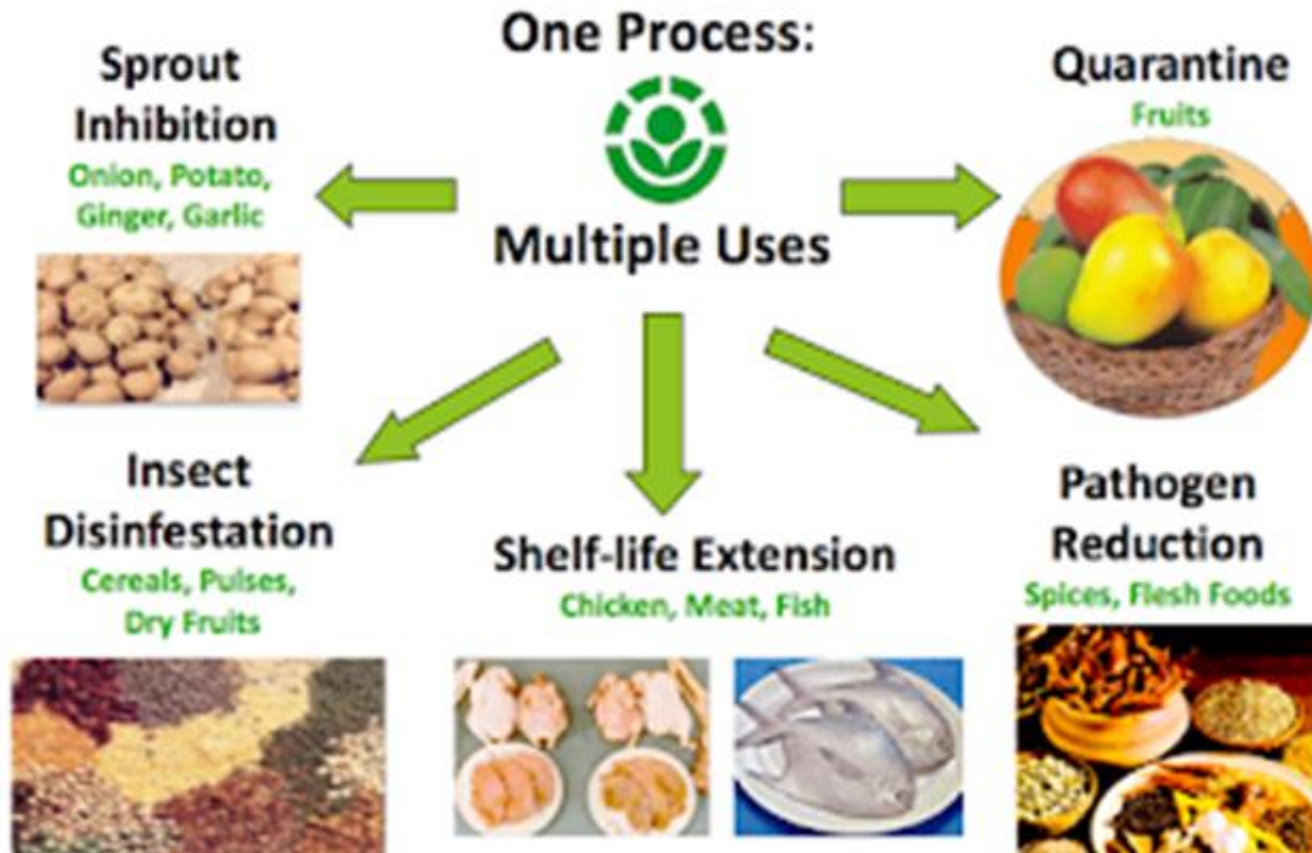 One Process:
Multiple Uses
Sprout
Inhibition
Onion, Potato,
Ginger, Garlic
Quarantine
Fruits
Insect
Disinfestation
Cereals, Pulses,
Dry Fruits
Shelf-life Extension
Chicken, Meat, Fish
Pathogen
Reduction
Spices, Flesh Foods